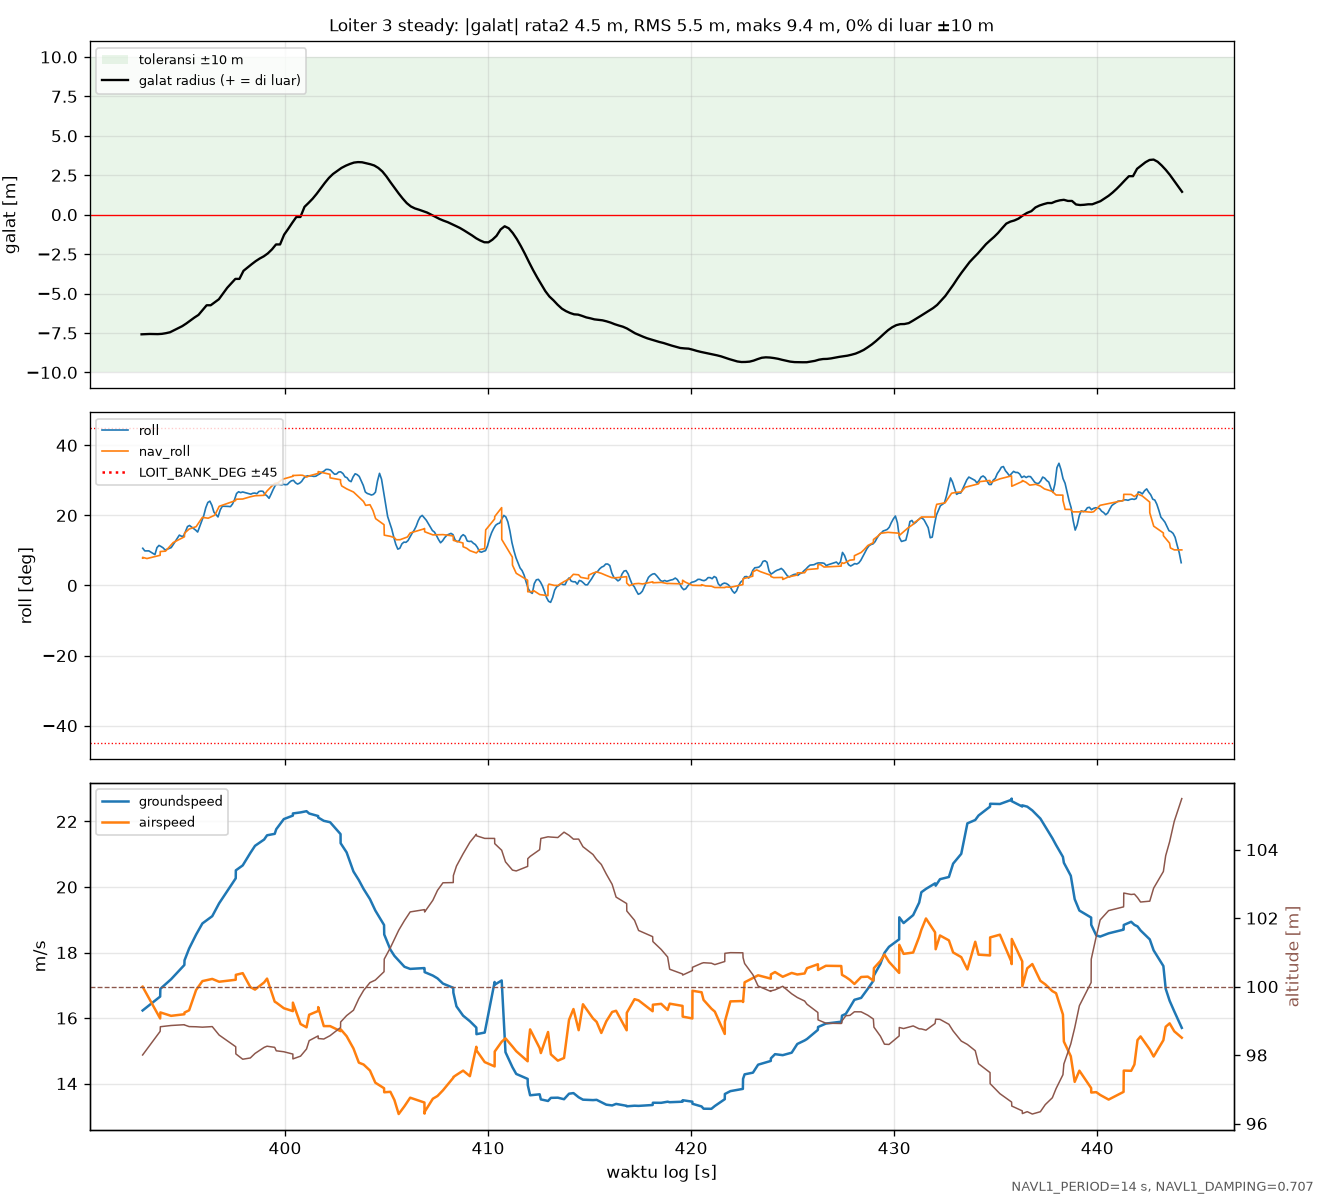 Loiter 3 steady: |galat| rata2 4.5 m, RMS 5.5 m, maks 9.4 m, 0% di luar ±10 m
toleransi ±10 m
galat radius (+ = di luar)
galat [m]
10.0
7.5
5.0
2.5
0.0
−2.5
−5.0
−7.5
−10.0
roll
nav_roll
LOIT_BANK_DEG ±45
roll [deg]
40
20
0
−20
−40
groundspeed
airspeed
m/s
22
20
18
16
14
altitude [m]
104
102
100
98
96
400
410
420
430
440
waktu log [s]
NAVL1_PERIOD=14 s, NAVL1_DAMPING=0.707